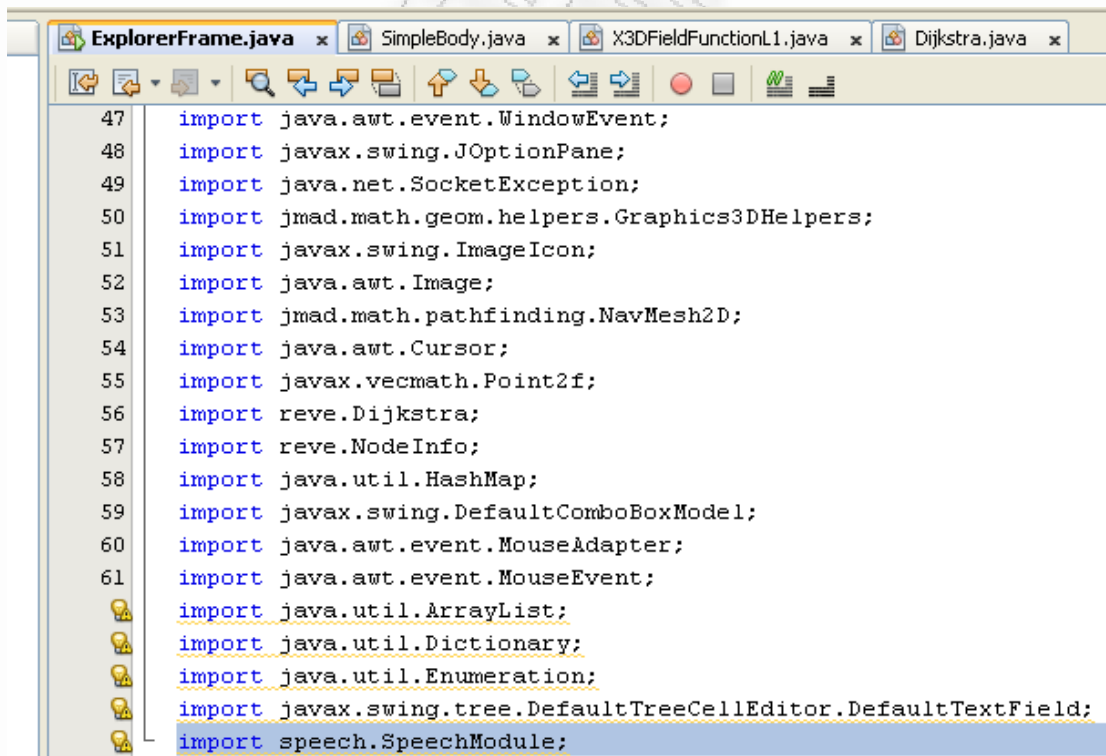 ExplorerFrame.java x SimpleBody.java x X3DFieldFunctionL1.java x Dijkstra.java x
47 import java.awt.event.WindowEvent;
48 import javax.swing.JOptionPane;
49 import java.net.SocketException;
50 import jmad.math.geom.helpers.Graphics3DHelpers;
51 import javax.swing.ImageIcon;
52 import java.awt.Image;
53 import jmad.math.pathfinding.NavMesh2D;
54 import java.awt.Cursor;
55 import javax.vecmath.Point2f;
56 import reve.Dijkstra;
57 import reve.NodeInfo;
58 import java.util.HashMap;
59 import javax.swing.DefaultComboBoxModel;
60 import java.awt.event.MouseAdapter;
61 import java.awt.event.MouseEvent;
import java.util.ArrayList;
import java.util.Dictionary;
import java.util.Enumeration;
import javax.swing.tree.DefaultTreeCellEditor.DefaultTextField;
import speech.SpeechModule;